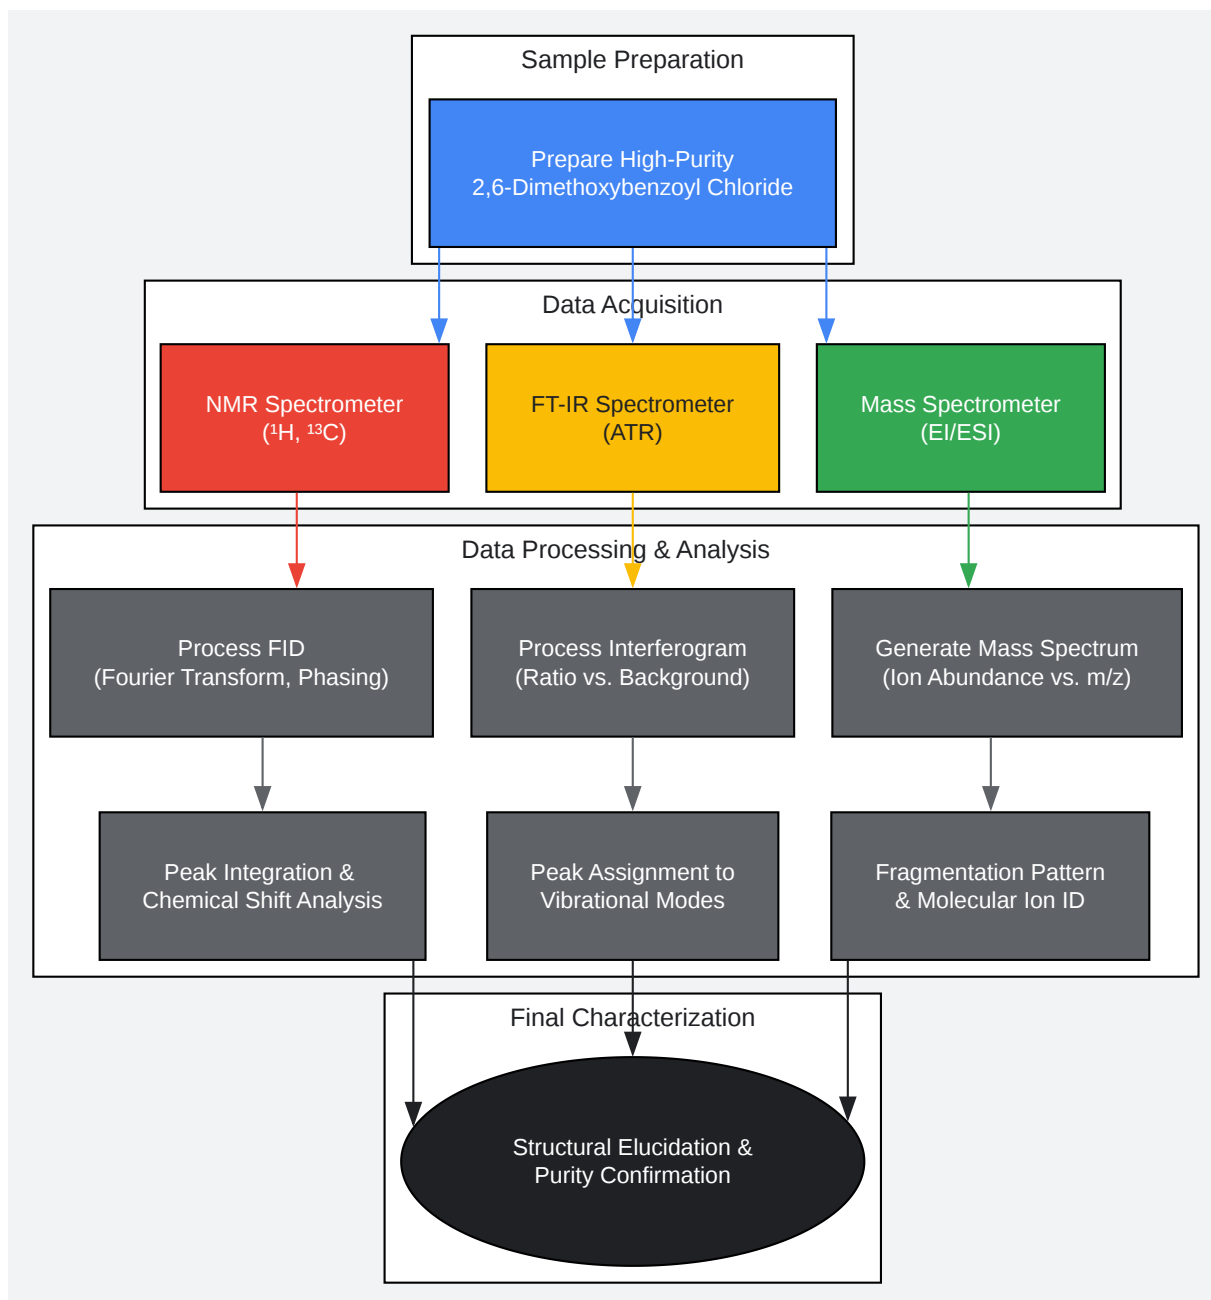 Sample Preparation
Prepare High-Purity
2,6-Dimethoxybenzoyl Chloride
Data Acquisition
NMR Spectrometer
(¹H, ¹³C)
FT-IR Spectrometer
(ATR)
Mass Spectrometer
(EI/ESI)
Data Processing & Analysis
Process FID
(Fourier Transform, Phasing)
Process Interferogram
(Ratio vs. Background)
Generate Mass Spectrum
(Ion Abundance vs. m/z)
Peak Integration &
Chemical Shift Analysis
Peak Assignment to
Vibrational Modes
Fragmentation Pattern
& Molecular Ion ID
Final Characterization
Structural Elucidation &
Purity Confirmation